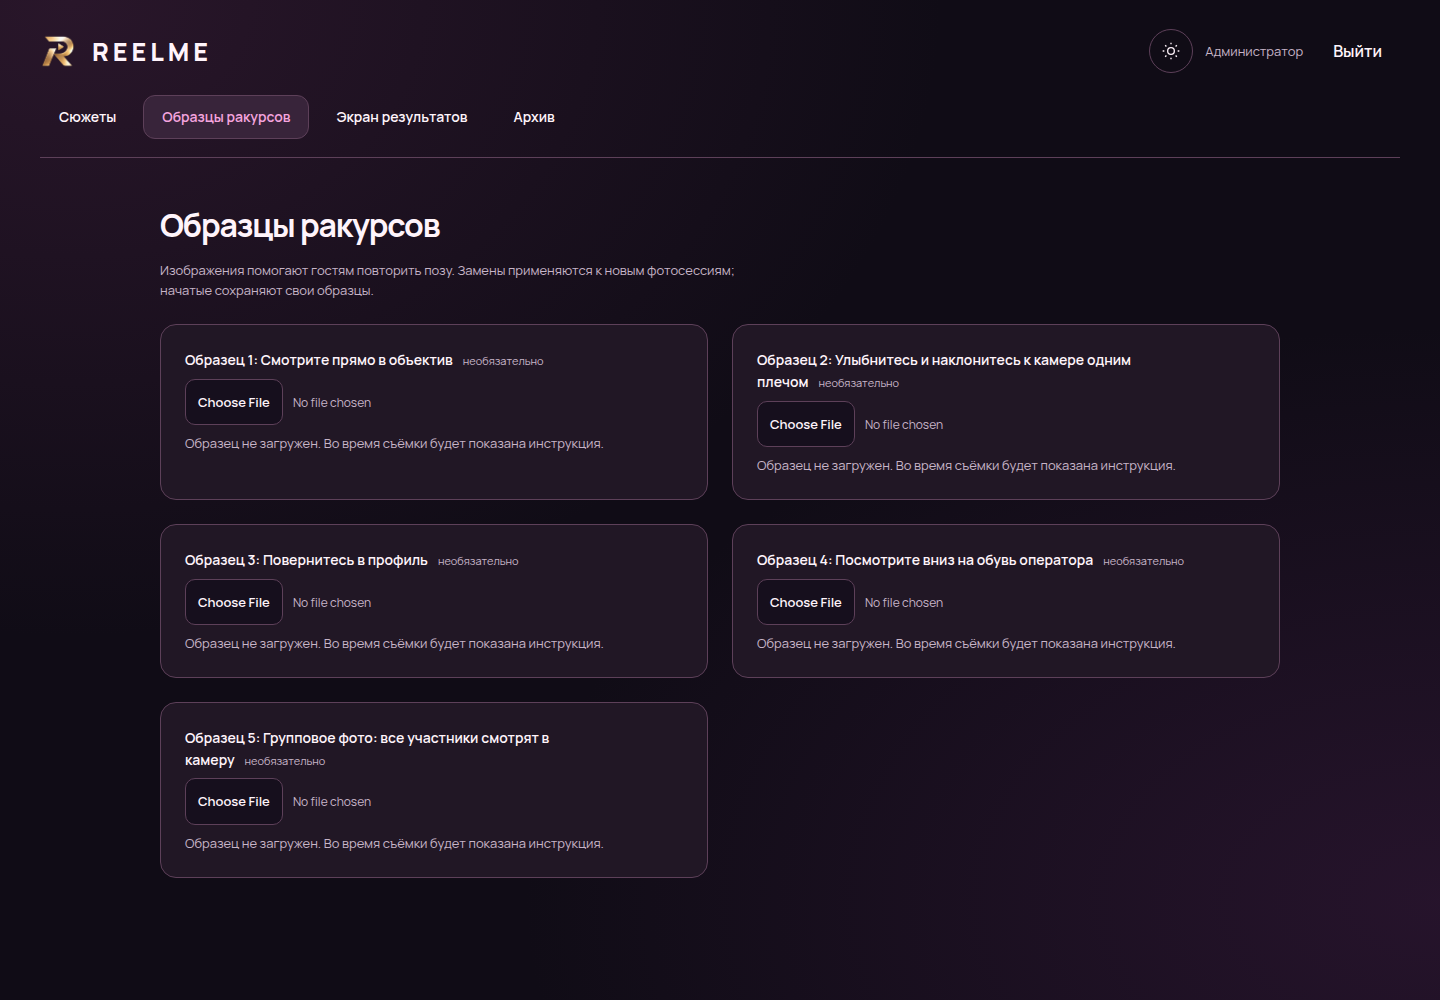 REELME
Администратор
Выйти
Сюжеты
Образцы ракурсов
Экран результатов
Архив
Образцы ракурсов
Изображения помогают гостям повторить позу. Замены применяются к новым фотосессиям;
начатые сохраняют свои образцы.
Образец 1: Смотрите прямо в объектив необязательно
Choose File No file chosen
Образец не загружен. Во время съёмки будет показана инструкция.
Образец 2: Улыбнитесь и наклонитесь к камере одним
плечом необязательно
Choose File No file chosen
Образец не загружен. Во время съёмки будет показана инструкция.
Образец 3: Повернитесь в профиль необязательно
Choose File No file chosen
Образец не загружен. Во время съёмки будет показана инструкция.
Образец 4: Посмотрите вниз на обувь оператора необязательно
Choose File No file chosen
Образец не загружен. Во время съёмки будет показана инструкция.
Образец 5: Групповое фото: все участники смотрят в
камеру необязательно
Choose File No file chosen
Образец не загружен. Во время съёмки будет показана инструкция.